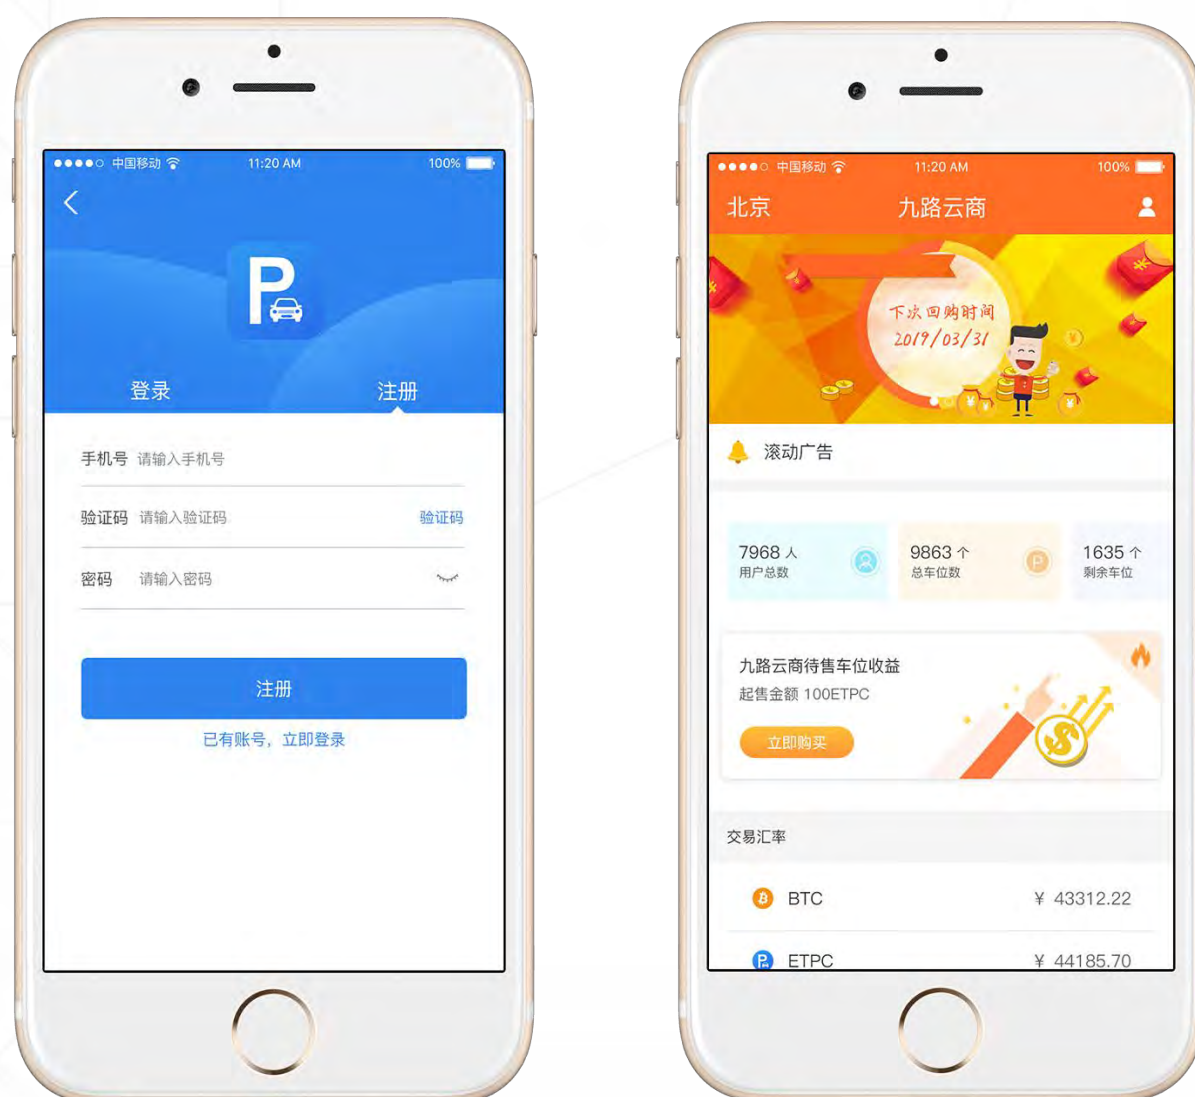 中国移动 11:20 AM 100%
P
登录 注册
手机号 请输入手机号
验证码 请输入验证码 验证码
密码 请输入密码
注册
已有账号，立即登录
中国移动 11:20 AM 100%
北京 九路云商
下次回购时间
2019/03/31
滚动广告
7968 人 9863 个 1635 个
用户总数 总车位数 剩余车位
九路云商待售车位收益
起售金额 100ETPC
立即购买
交易汇率
BTC ¥ 43312.22
ETPC ¥ 44185.70